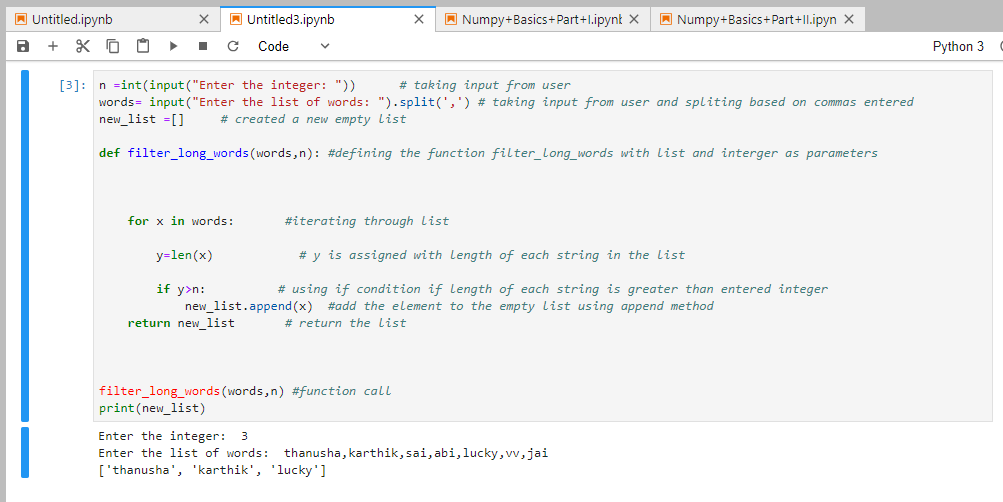 Untitled.ipynb
Untitled3.ipynb
Numpy+Basics+Part+I.ipynb
Numpy+Basics+Part+II.ipyn
Code
Python 3
[3]:
n =int(input("Enter the integer: ")) # taking input from user
words= input("Enter the list of words: ").split(',') # taking input from user and spliting based on commas entered
new_list =[] # created a new empty list
def filter_long_words(words,n): #defining the function filter_long_words with list and interger as parameters
for x in words: #iterating through list
y=len(x) # y is assigned with length of each string in the list
if y>n: # using if condition if length of each string is greater than entered integer
new_list.append(x) #add the element to the empty list using append method
return new_list # return the list
filter_long_words(words,n) #function call
print(new_list)
Enter the integer: 3
Enter the list of words: thanusha,karthik,sai,abi,lucky,vv,jai
['thanusha', 'karthik', 'lucky']